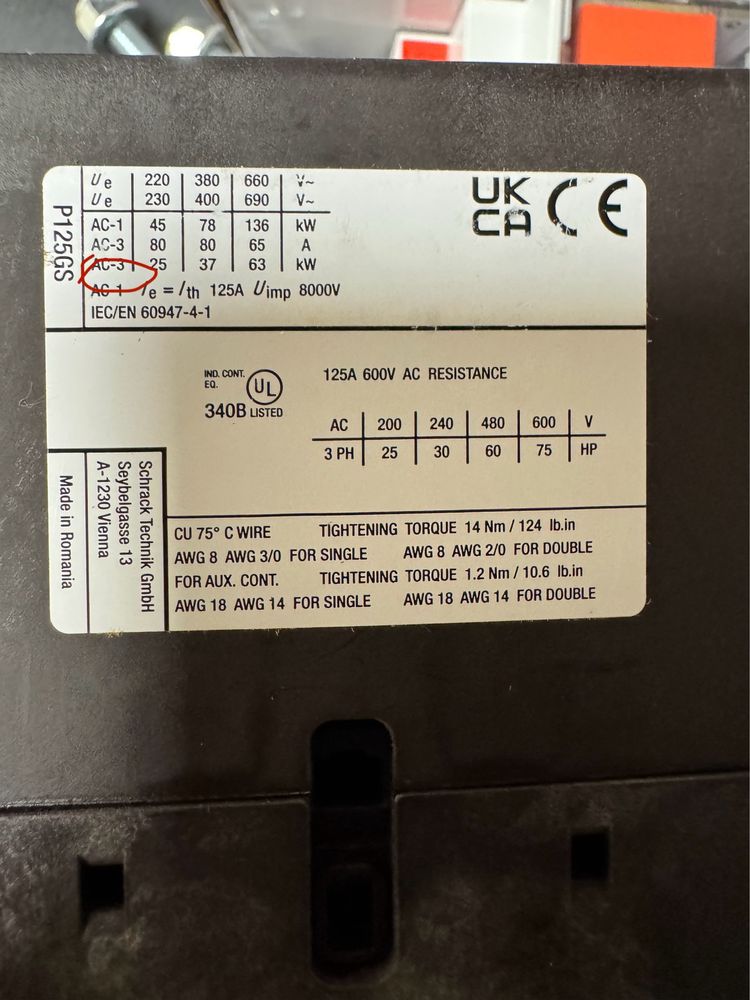 Ue 220 380 660 V~
Ue 230 400 690 V~
AC-1 45 78 136 kW
AC-3 80 80 65 A
AC-3 25 37 63 kW
AC-1 Ie = Ith 125A Uimp 8000V
IEC/EN 60947-4-1
P125GS
UK
CA CE
IND. CONT.
EQ.
UL
340B LISTED
125A 600V AC RESISTANCE
AC 200 240 480 600 V
3 PH 25 30 60 75 HP
Made in Romania
Schrack Technik GmbH
Seybelgasse 13
A-1230 Vienna
CU 75° C WIRE TIGHTENING TORQUE 14 Nm / 124 lb.in
AWG 8 AWG 3/0 FOR SINGLE AWG 8 AWG 2/0 FOR DOUBLE
FOR AUX. CONT. TIGHTENING TORQUE 1.2 Nm / 10.6 lb.in
AWG 18 AWG 14 FOR SINGLE AWG 18 AWG 14 FOR DOUBLE